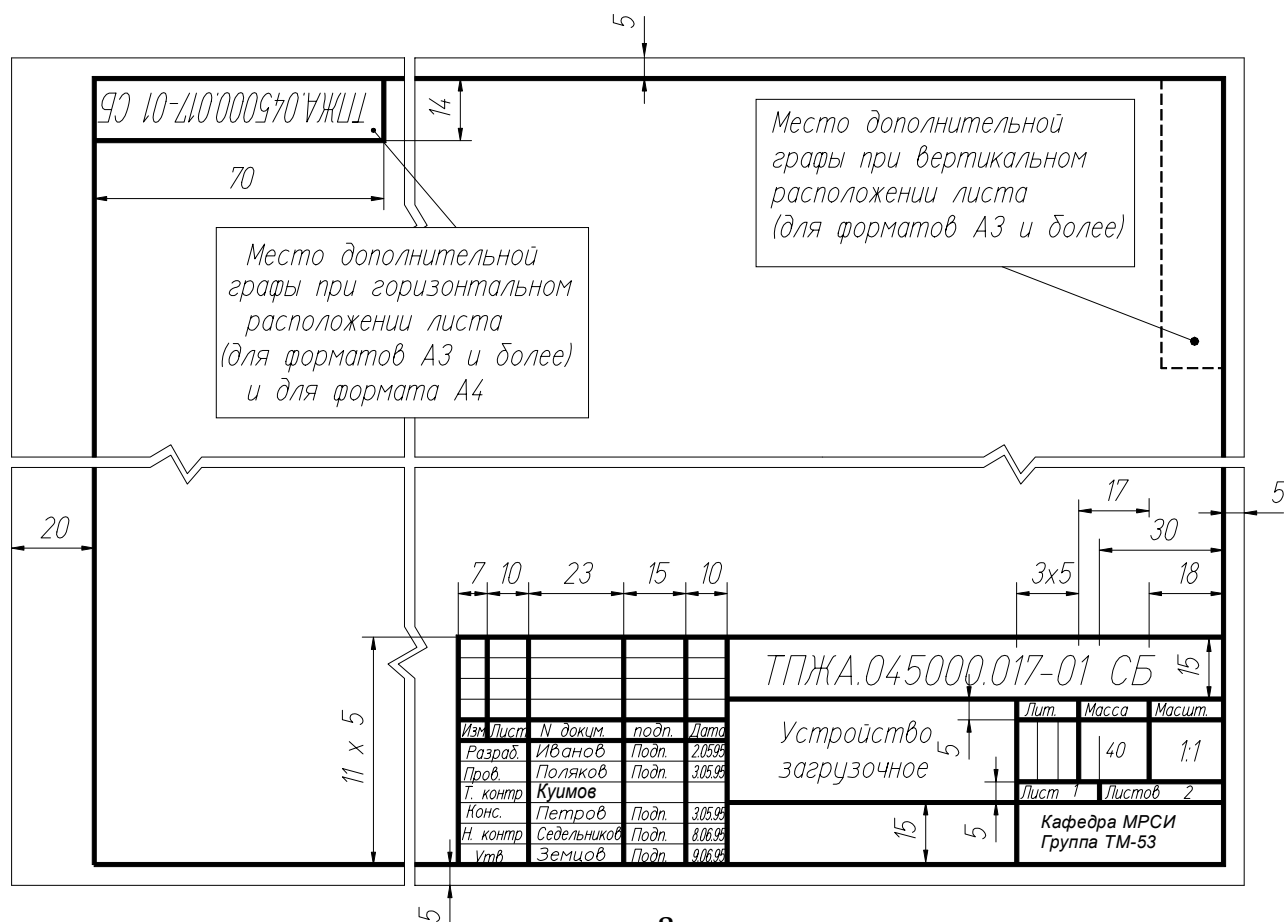 5
ТПЖА.045000.017-01 СБ
14
70
Место дополнительной
графы при вертикальном
расположении листа
(для форматов А3 и более)
Место дополнительной
графы при горизонтальном
расположении листа
(для форматов А3 и более)
и для формата А4
20
17
5
30
7 10 23 15 10
3x5
18
11 x 5
ТПЖА.045000.017-01 СБ
15
Устройство
загрузочное
5
Лит. Масса Масшт.
40 1:1
Изм Лист N докум. подп. Дата
Разраб. Иванов Подп. 2.05.95
Пров. Поляков Подп. 3.05.95
Т. контр Куимов
Конс. Петров Подп. 3.05.95
Н. контр Седельников Подп. 8.06.95
Утв Земцов Подп. 9.06.95
Лист 1 Листов 2
15
5
Кафедра МРСИ
Группа ТМ-53
5